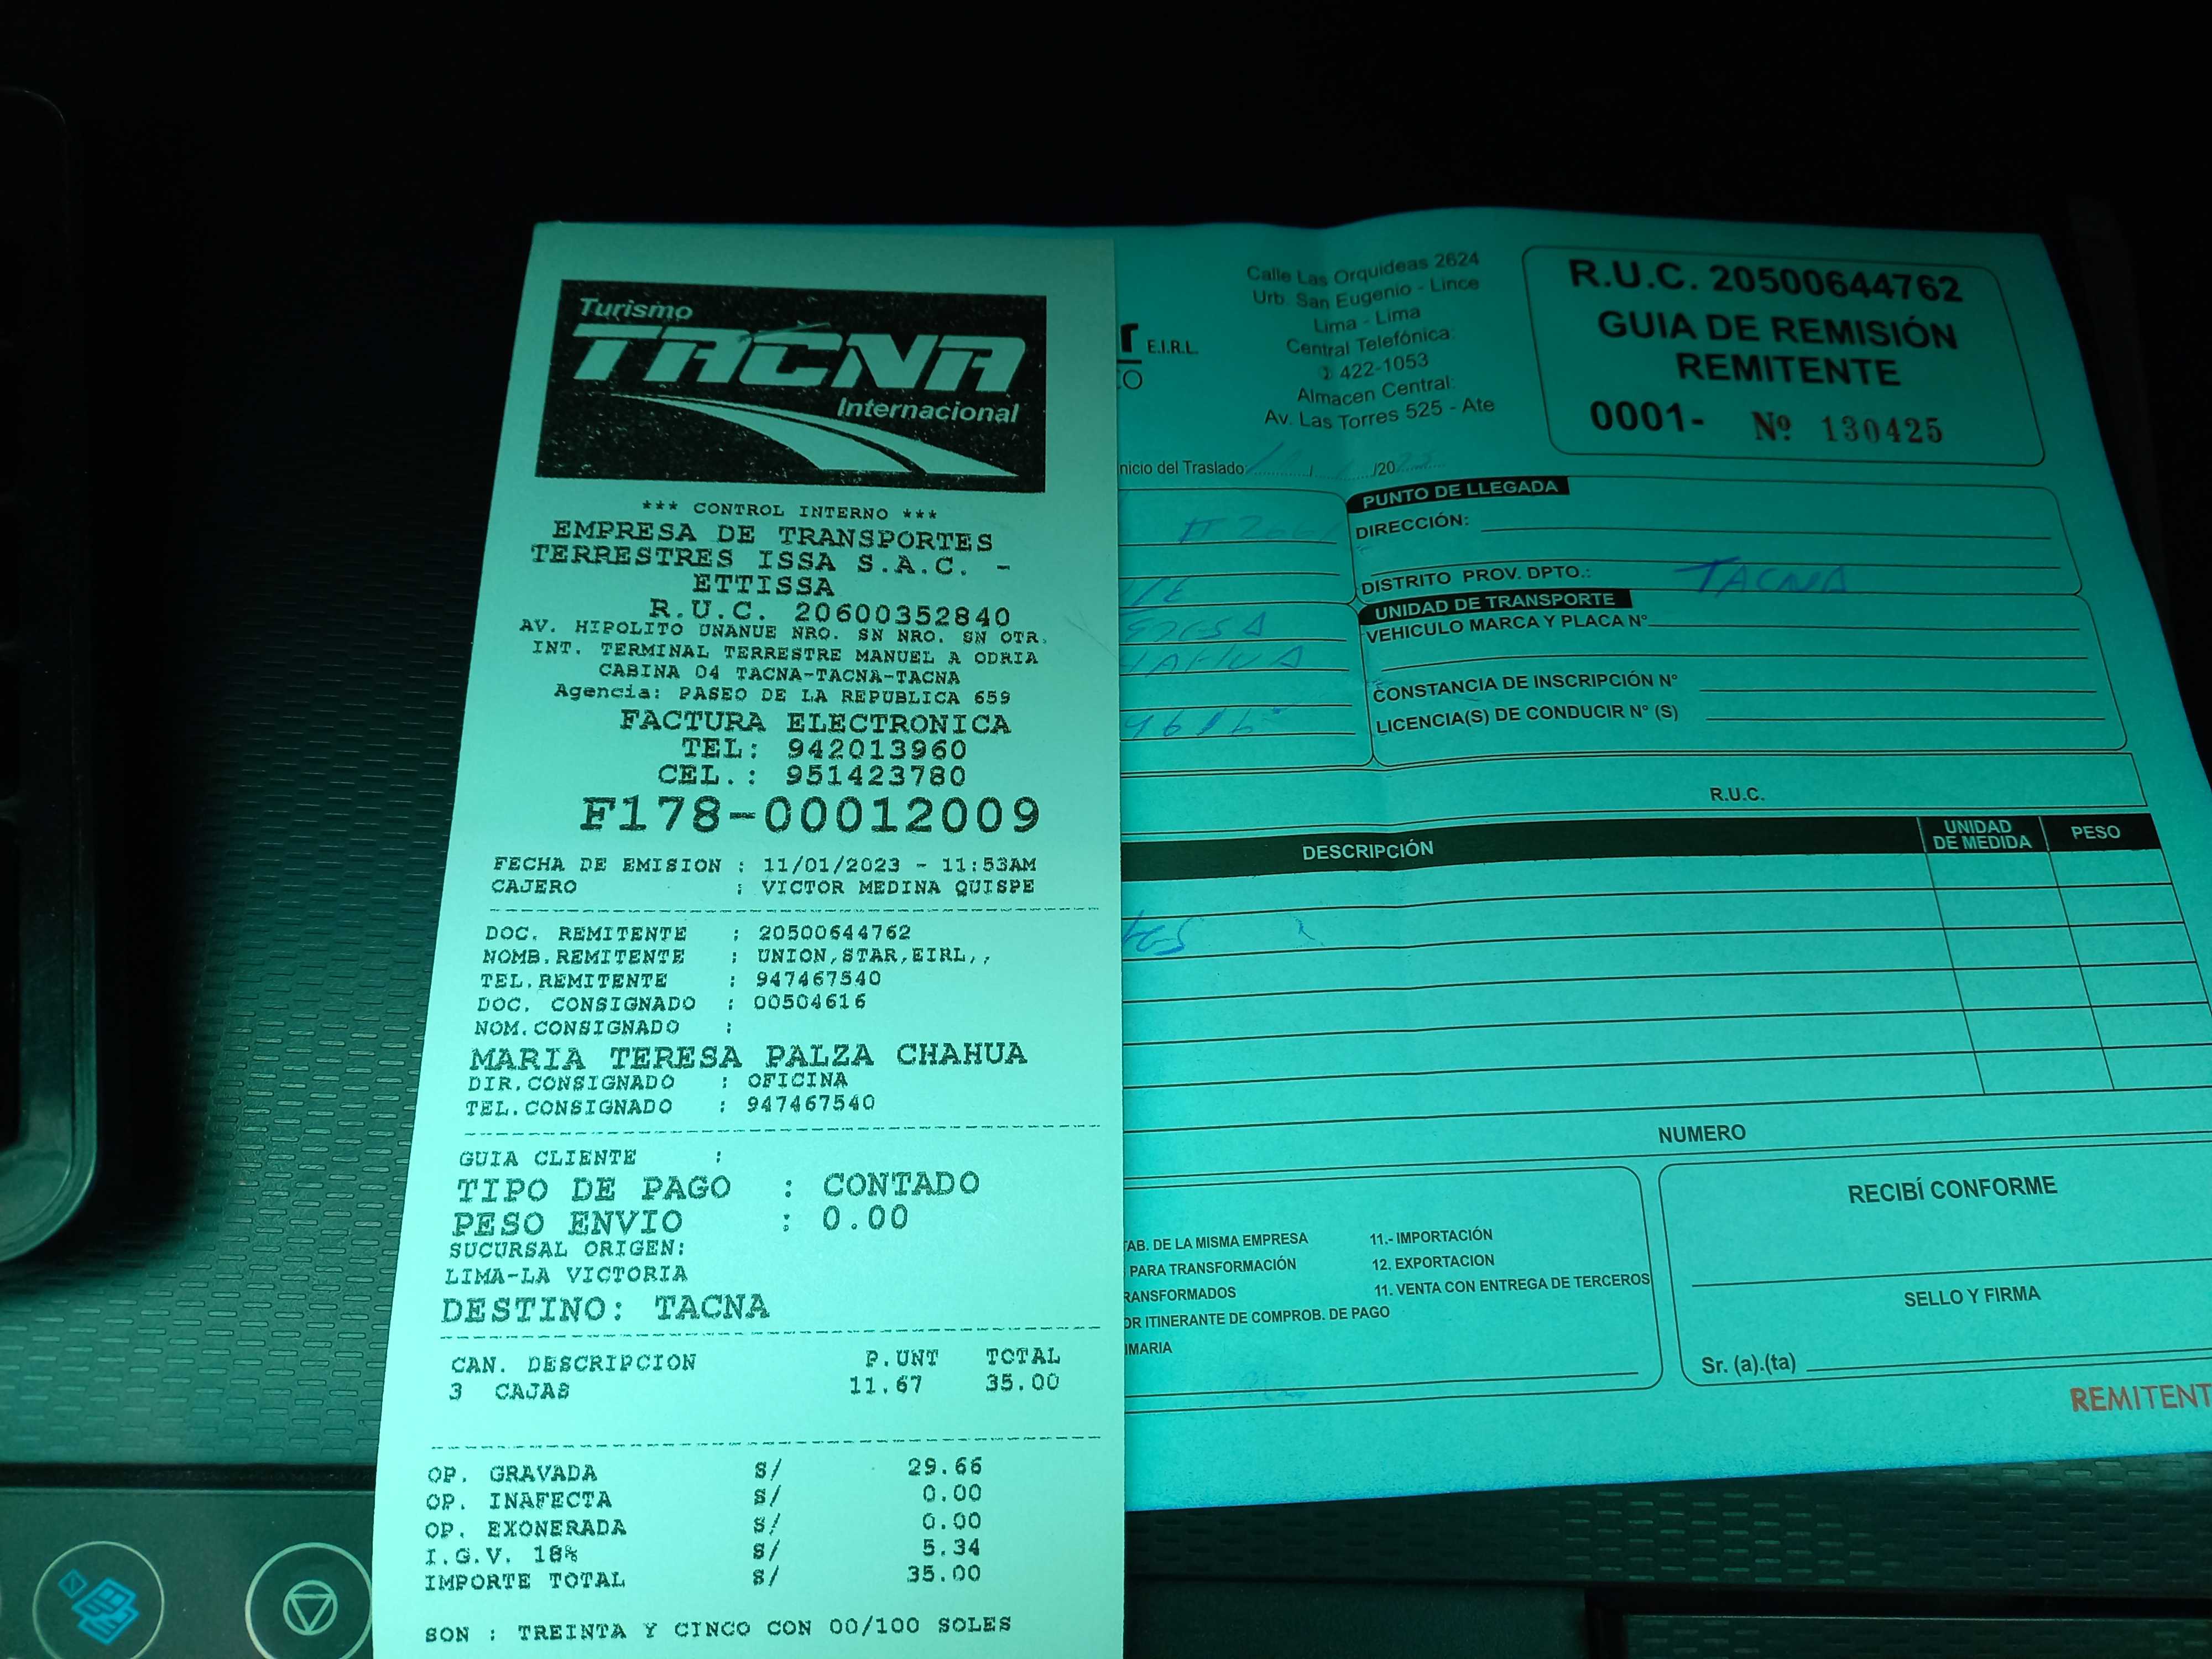 Turismo
TACNA
Internacional
*** CONTROL INTERNO ***
EMPRESA DE TRANSPORTES
TERRESTRES ISSA S.A.C. -
ETTISSA
R.U.C. 20600352840
AV. HIPOLITO UNANUE NRO. SN NRO. SN OTR.
INT. TERMINAL TERRESTRE MANUEL A ODRIA
CABINA 04 TACNA-TACNA-TACNA
Agencia: PASEO DE LA REPUBLICA 659
FACTURA ELECTRONICA
TEL: 942013960
CEL.: 951423780
F178-00012009
FECHA DE EMISION : 11/01/2023 - 11:53AM
CAJERO : VICTOR MEDINA QUISPE
DOC. REMITENTE : 20500644762
NOMB.REMITENTE : UNION,STAR,EIRL,,
TEL.REMITENTE : 947467540
DOC. CONSIGNADO : 00504616
NOM.CONSIGNADO :
MARIA TERESA PALZA CHAHUA
DIR.CONSIGNADO : OFICINA
TEL.CONSIGNADO : 947467540
GUIA CLIENTE :
TIPO DE PAGO : CONTADO
PESO ENVIO : 0.00
SUCURSAL ORIGEN:
LIMA-LA VICTORIA
DESTINO: TACNA
CAN. DESCRIPCION P.UNT TOTAL
3 CAJAS 11.67 35.00
OP. GRAVADA S/ 29.66
OP. INAFECTA S/ 0.00
OP. EXONERADA S/ 0.00
I.G.V. 18% S/ 5.34
IMPORTE TOTAL S/ 35.00
SON : TREINTA Y CINCO CON 00/100 SOLES
r E.I.R.L.
CO
Calle Las Orquideas 2624
Urb. San Eugenio - Lince
Lima - Lima
Central Telefónica:
422-1053
Almacen Central:
Av. Las Torres 525 - Ate
R.U.C. 20500644762
GUIA DE REMISIÓN
REMITENTE
0001- Nº 130425
nicio del Traslado / /20
PUNTO DE LLEGADA
DIRECCIÓN:
DISTRITO PROV. DPTO.: TACNA
UNIDAD DE TRANSPORTE
VEHICULO MARCA Y PLACA N°
CONSTANCIA DE INSCRIPCIÓN N°
LICENCIA(S) DE CONDUCIR N° (S)
R.U.C.
DESCRIPCIÓN UNIDAD DE MEDIDA PESO
NUMERO
TAB. DE LA MISMA EMPRESA 11.- IMPORTACIÓN
PARA TRANSFORMACIÓN 12. EXPORTACION
RANSFORMADOS 11. VENTA CON ENTREGA DE TERCEROS
OR ITINERANTE DE COMPROB. DE PAGO
IMARIA
RECIBÍ CONFORME
SELLO Y FIRMA
Sr. (a).(ta)
REMITENT